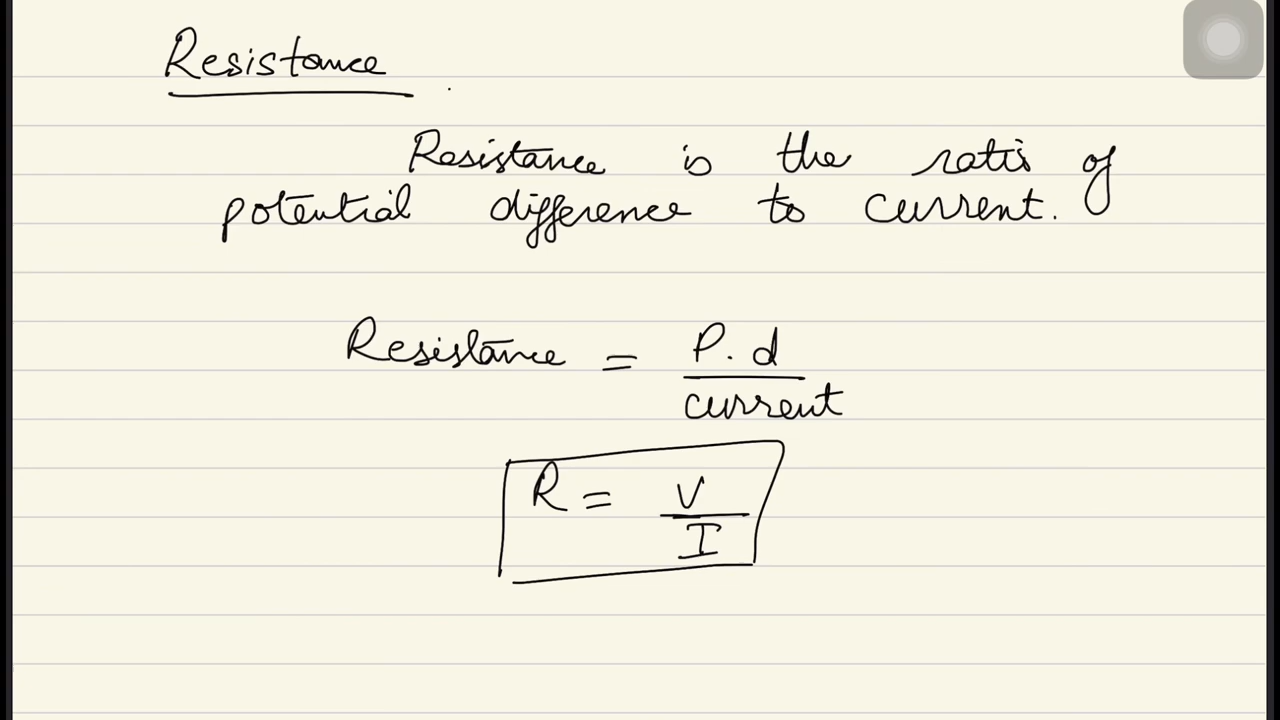 Resistance
Resistance is the ratio of
potential difference to current.
Resistance = P.d
current
R = V
I